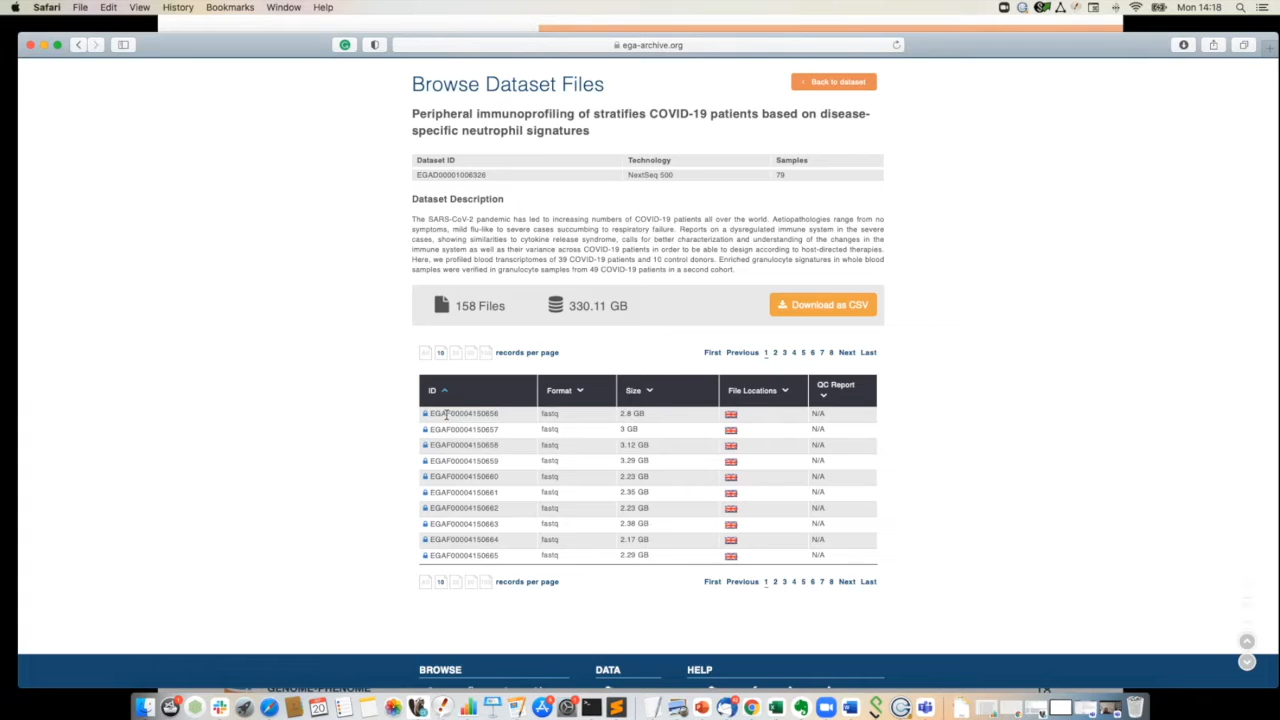 Safari File Edit View History Bookmarks Window Help Mon 14:18
ega-archive.org
Browse Dataset Files
Back to dataset
Peripheral immunoprofiling of stratifies COVID-19 patients based on disease-
specific neutrophil signatures
Dataset ID Technology Samples
EGAD00001006326 NextSeq 500 79
Dataset Description
The SARS-CoV-2 pandemic has led to increasing numbers of COVID-19 patients all over the world. Aetiopathologies range from no
symptoms, mild flu-like to severe cases succumbing to respiratory failure. Reports on a dysregulated immune system in the severe
cases, showing similarities to cytokine release syndrome, calls for better characterization and understanding of the changes in the
immune system as well as their variance across COVID-19 patients in order to be able to design according to host-directed therapies.
Here, we profiled blood transcriptomes of 39 COVID-19 patients and 10 control donors. Enriched granulocyte signatures in whole blood
samples were verified in granulocyte samples from 49 COVID-19 patients in a second cohort.
158 Files 330.11 GB Download as CSV
10 records per page First Previous 1 2 3 4 5 6 7 8 Next Last
ID Format Size File Locations QC Report
EGAF00004150656 fastq 2.8 GB N/A
EGAF00004150657 fastq 3 GB N/A
EGAF00004150658 fastq 3.12 GB N/A
EGAF00004150659 fastq 3.29 GB N/A
EGAF00004150660 fastq 2.23 GB N/A
EGAF00004150661 fastq 2.35 GB N/A
EGAF00004150662 fastq 2.23 GB N/A
EGAF00004150663 fastq 2.38 GB N/A
EGAF00004150664 fastq 2.17 GB N/A
EGAF00004150665 fastq 2.29 GB N/A
10 records per page First Previous 1 2 3 4 5 6 7 8 Next Last
BROWSE DATA HELP
GENOME-PHENOME
20